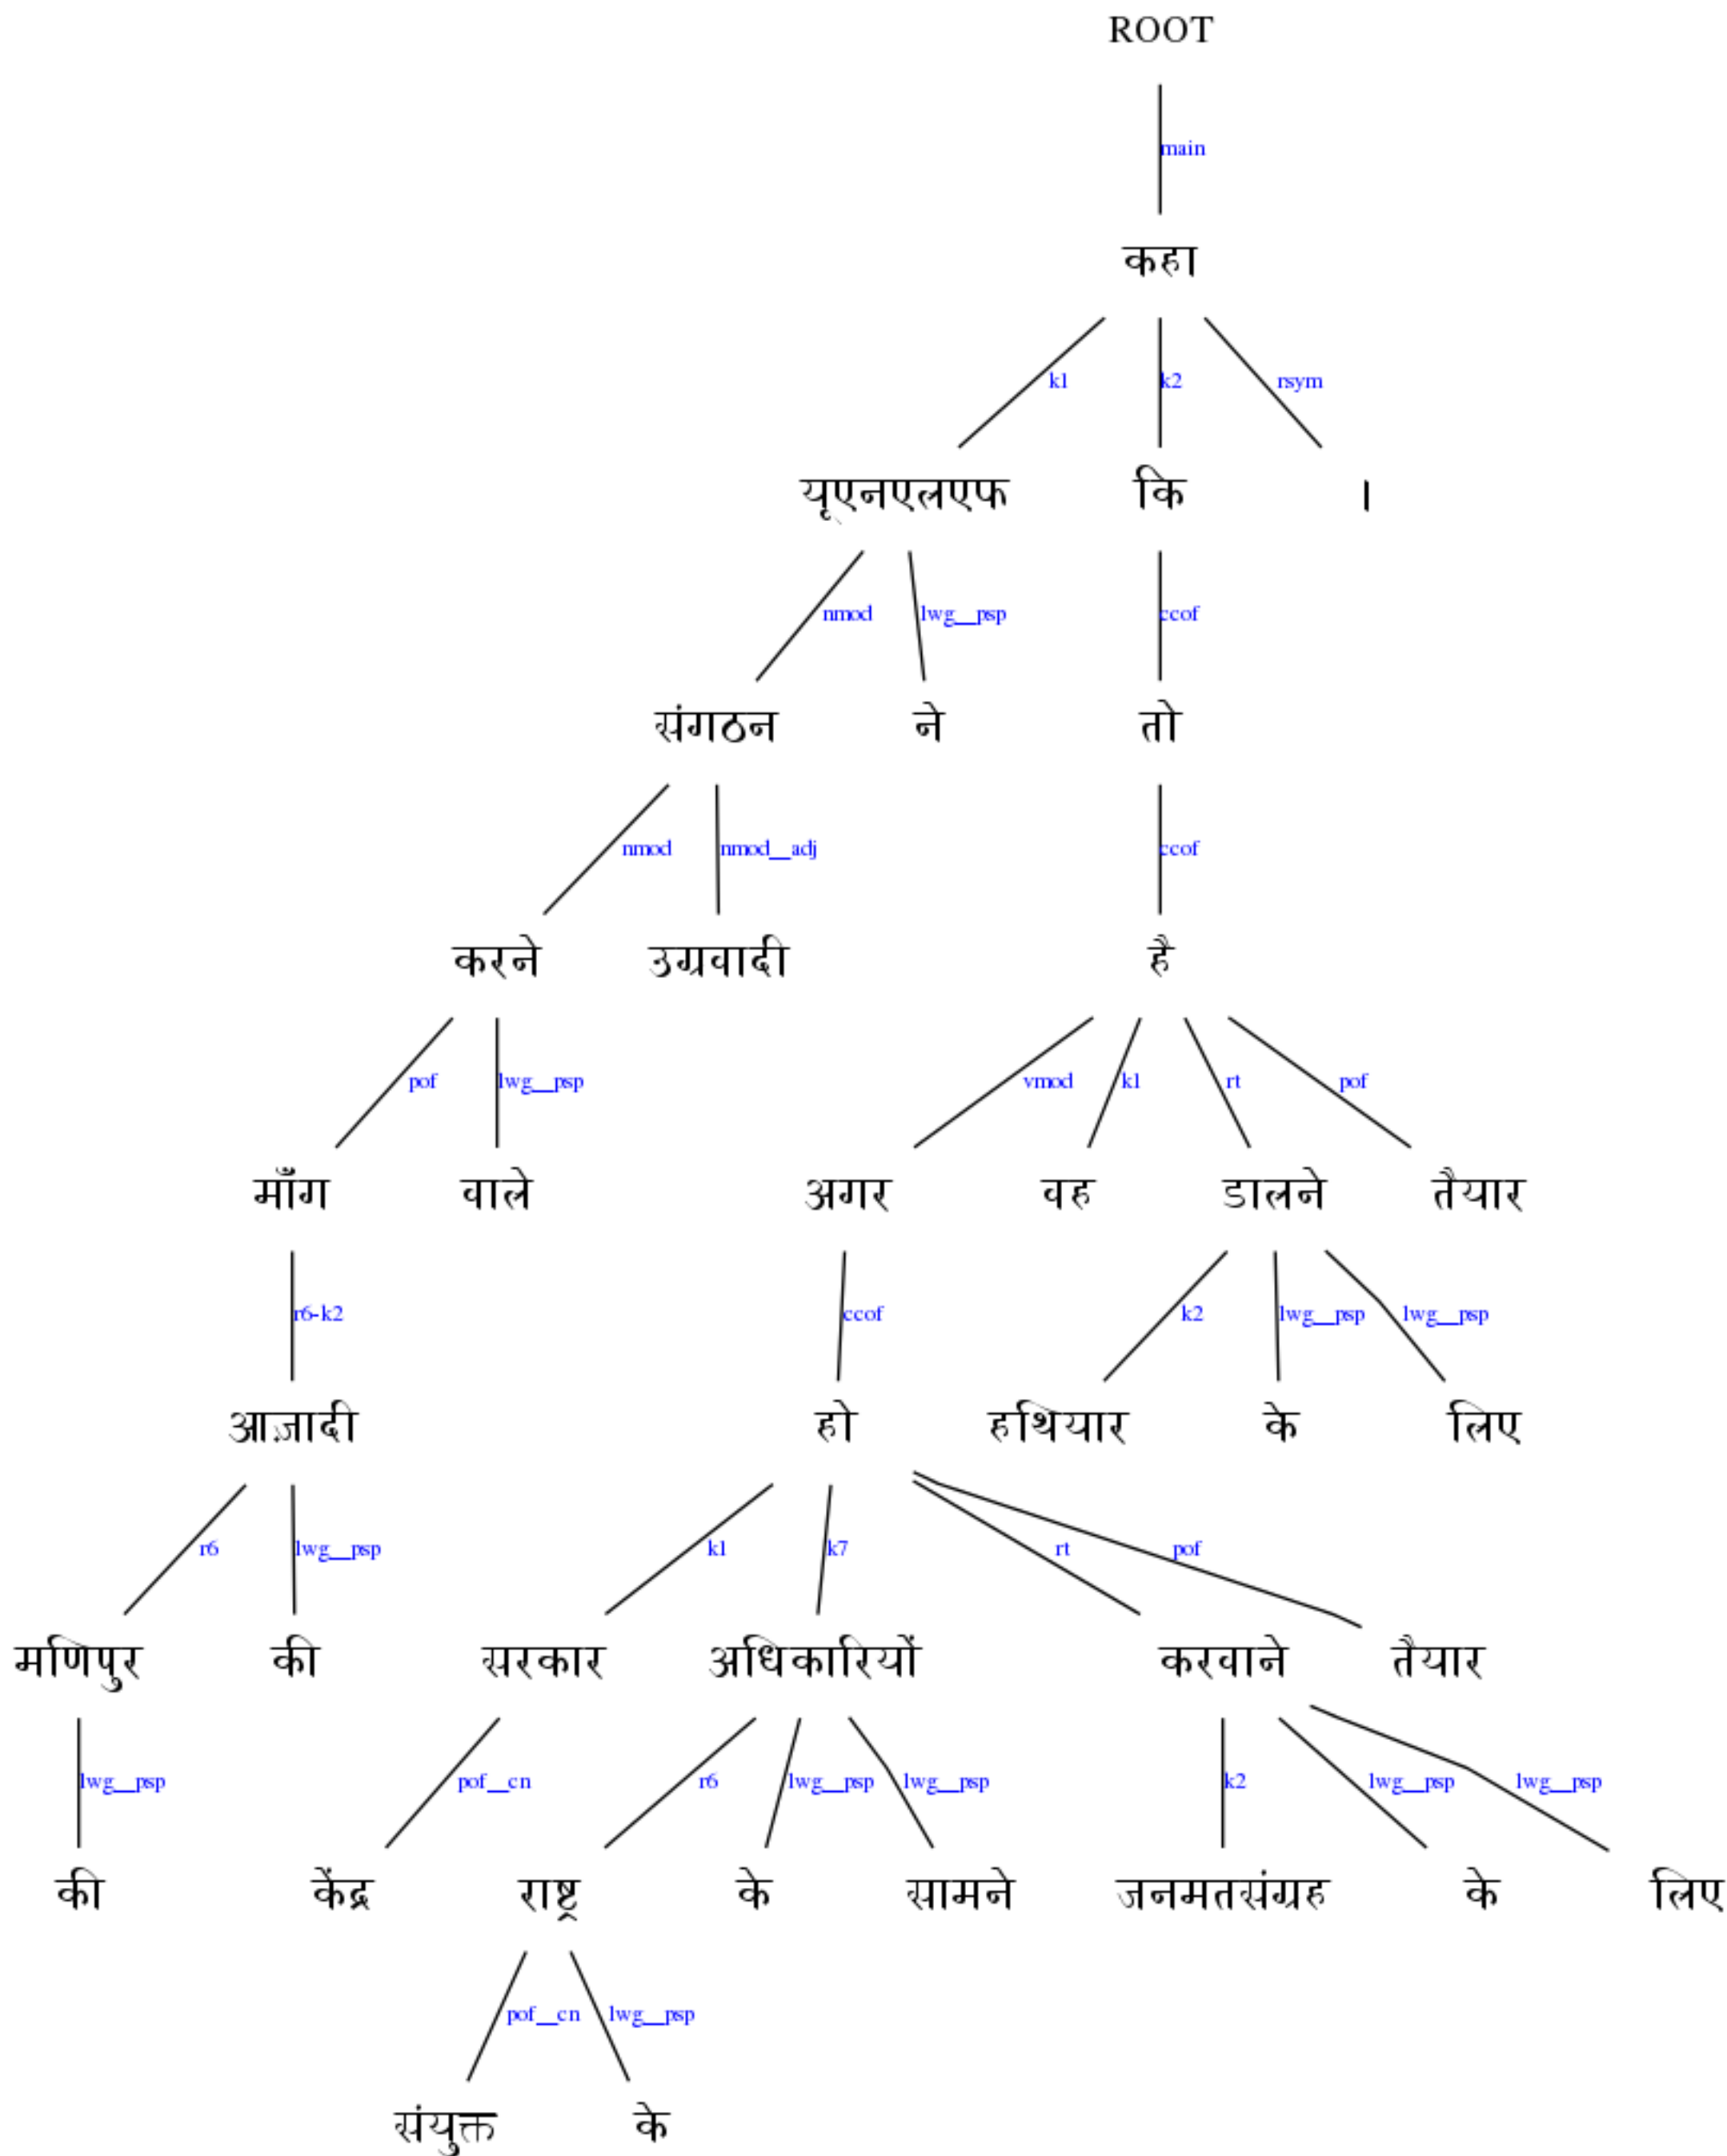 ROOT
main
कहा
k1 k2 rsym
यूएनएलएफ कि ।
nmod lwg__psp ccof
संगठन ने तो
nmod nmod__adj ccof
करने उग्रवादी है
pof lwg__psp vmod k1 rt pof
माँग वाले अगर वह डालने तैयार
r6-k2 ccof k2 lwg__psp lwg__psp
आज़ादी हो हथियार के लिए
r6 lwg__psp k1 k7 rt pof
मणिपुर की सरकार अधिकारियों करवाने तैयार
lwg__psp pof__cn r6 lwg__psp lwg__psp k2 lwg__psp lwg__psp
की केंद्र राष्ट्र के सामने जनमतसंग्रह के लिए
pof__cn lwg__psp
संयुक्त के